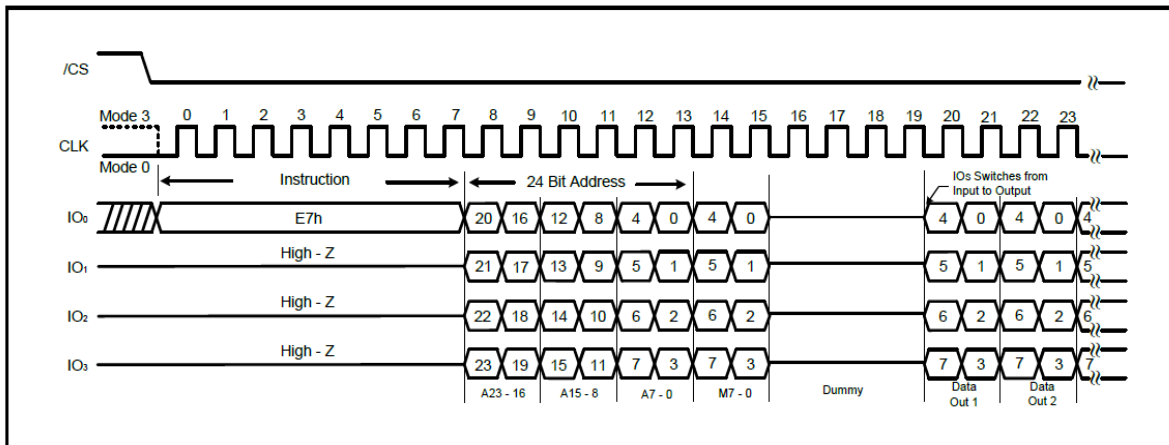 /CS
Mode 3 0 1 2 3 4 5 6 7 8 9 10 11 12 13 14 15 16 17 18 19 20 21 22 23
CLK
Mode 0
Instruction 24 Bit Address IOs Switches from
Input to Output
IO0 E7h 20 16 12 8 4 0 4 0 4 0 4 0 4
IO1 High - Z 21 17 13 9 5 1 5 1 5 1 5 1 5
IO2 High - Z 22 18 14 10 6 2 6 2 6 2 6 2 6
IO3 High - Z 23 19 15 11 7 3 7 3 7 3 7 3 7
A23 - 16 A15 - 8 A7 - 0 M7 - 0 Dummy Data Data
Out 1 Out 2